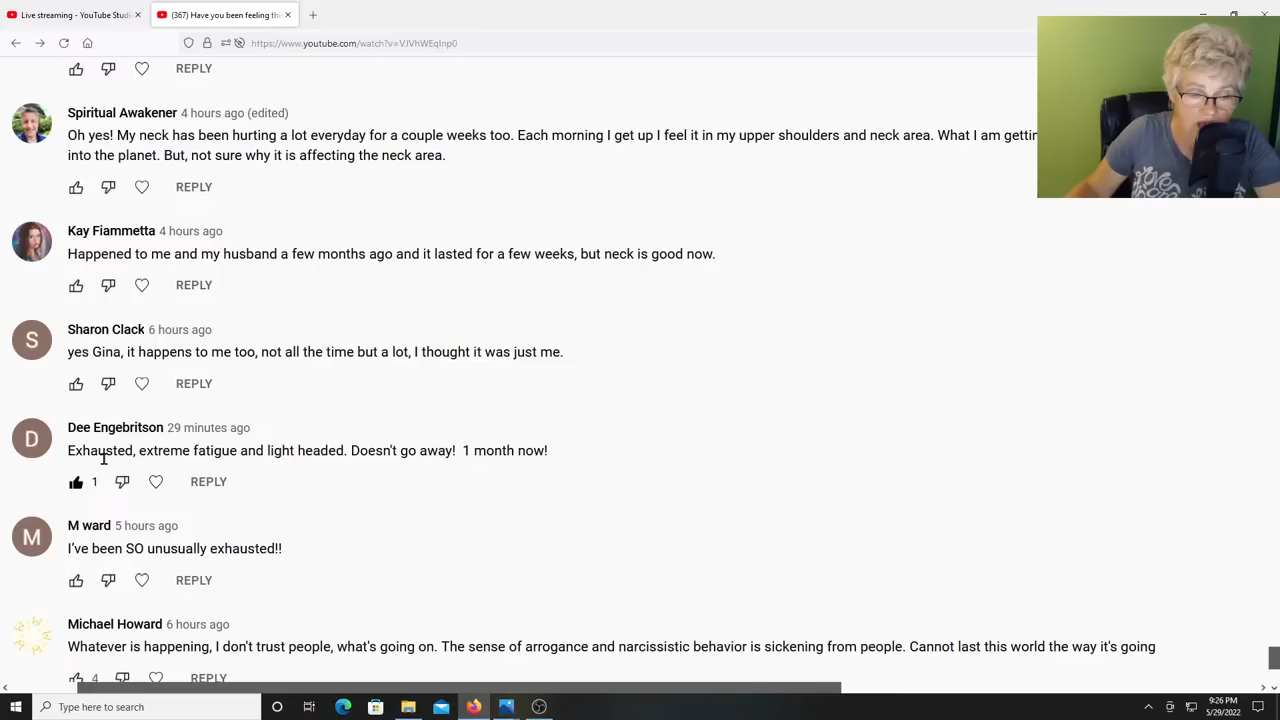 Live streaming - YouTube Studi
(367) Have you been feeling the
https://www.youtube.com/watch?v=VJVhWEqInp0
REPLY
Spiritual Awakener 4 hours ago (edited)
Oh yes! My neck has been hurting a lot everyday for a couple weeks too. Each morning I get up I feel it in my upper shoulders and neck area. What I am gettin
into the planet. But, not sure why it is affecting the neck area.
REPLY
Kay Fiammetta 4 hours ago
Happened to me and my husband a few months ago and it lasted for a few weeks, but neck is good now.
REPLY
S
Sharon Clack 6 hours ago
yes Gina, it happens to me too, not all the time but a lot, I thought it was just me.
REPLY
D
Dee Engebritson 29 minutes ago
Exhausted, extreme fatigue and light headed. Doesn't go away!  1 month now!
1 REPLY
M
M ward 5 hours ago
I've been SO unusually exhausted!!
REPLY
Michael Howard 6 hours ago
Whatever is happening, I don't trust people, what's going on. The sense of arrogance and narcissistic behavior is sickening from people. Cannot last this world the way it's going
4 REPLY
Type here to search
9:26 PM
5/29/2022